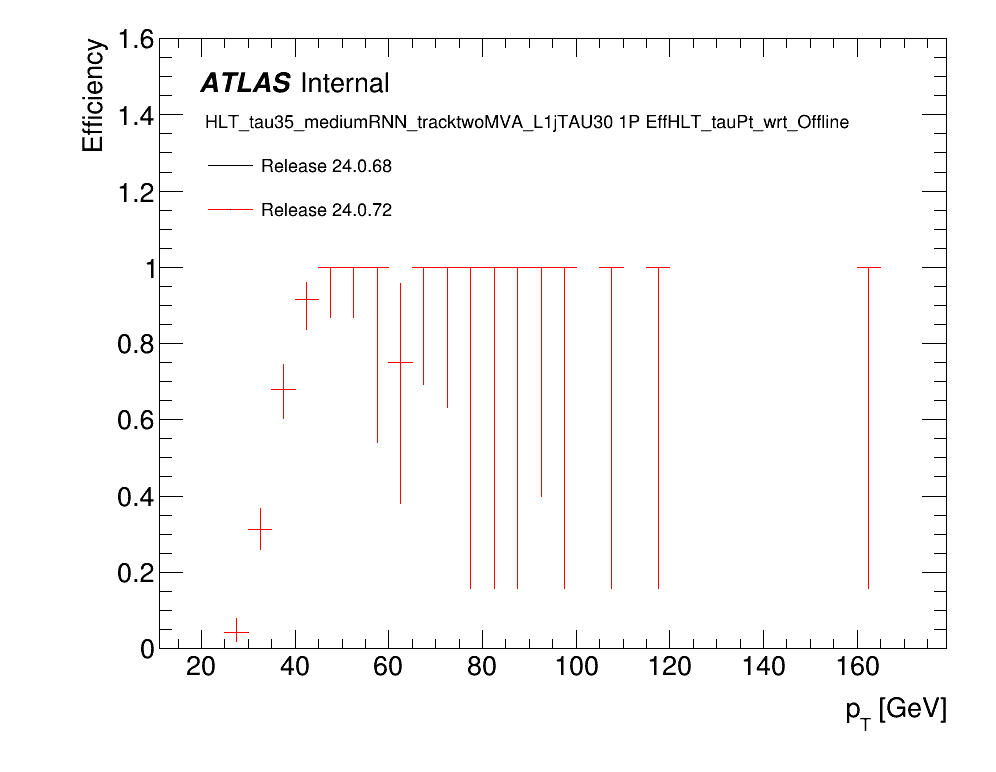 Efficiency
1.6
1.4
1.2
1
0.8
0.6
0.4
0.2
0
ATLAS Internal
HLT_tau35_mediumRNN_tracktwoMVA_L1jTAU30 1P EffHLT_tauPt_wrt_Offline
Release 24.0.68
Release 24.0.72
20 40 60 80 100 120 140 160
p_T [GeV]